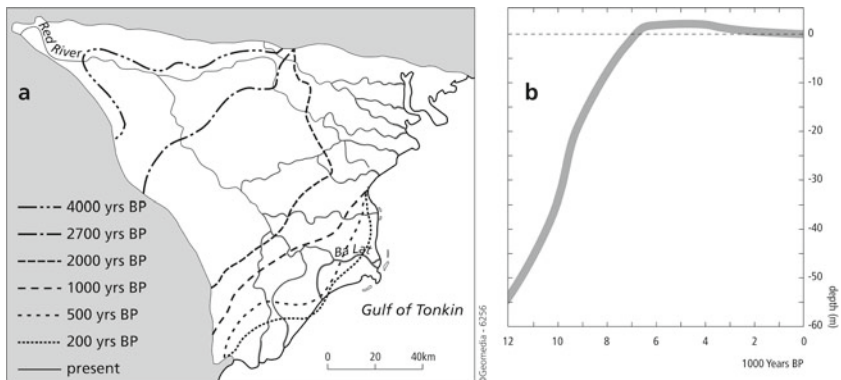 Red River
a
4000 yrs BP
2700 yrs BP
2000 yrs BP
1000 yrs BP
500 yrs BP
200 yrs BP
present
Ba Lat
Gulf of Tonkin
0 20 40km
©Geomedia - 6256
b
0
-10
-20
-30
-40
-50
-60
depth (m)
12 10 8 6 4 2 0
1000 Years BP